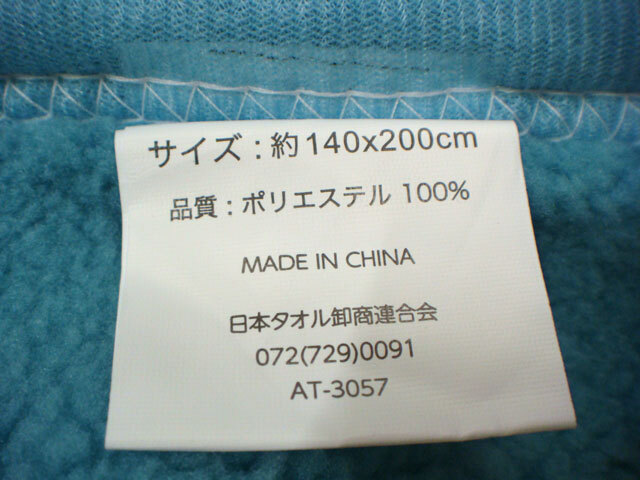 サイズ : 約140x200cm
品質 : ポリエステル 100%
MADE IN CHINA
日本タオル卸商連合会
072(729)0091
AT-3057